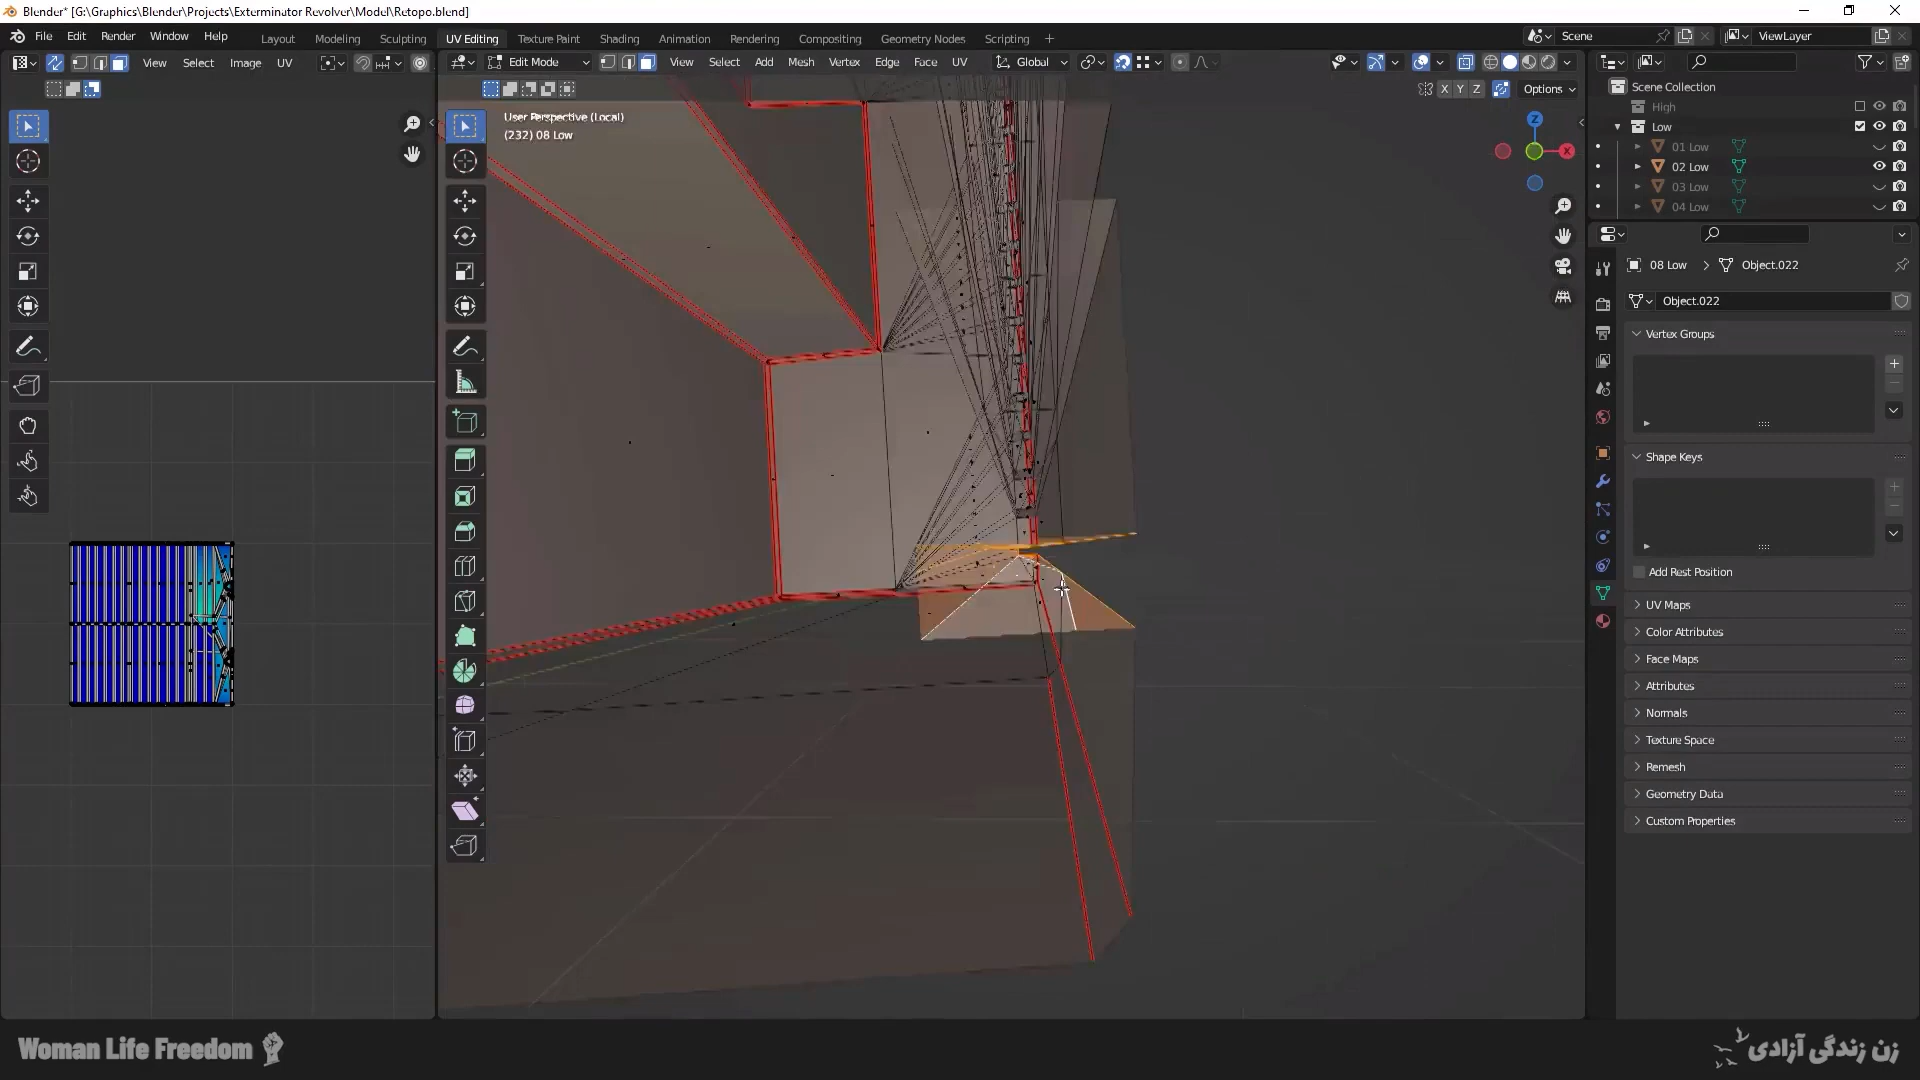 Blender* [G:\Graphics\Blender\Projects\Exterminator Revolver\Model\Retopo.blend]
File Edit Render Window Help
Layout Modeling Sculpting UV Editing Texture Paint Shading Animation Rendering Compositing Geometry Nodes Scripting +
Scene
ViewLayer
View Select Image UV
Edit Mode
View Select Add Mesh Vertex Edge Face UV
Global
X Y Z
Options
User Perspective (Local)
(232) 08 Low
Z
X
Scene Collection
High
Low
01 Low
02 Low
03 Low
04 Low
08 Low > Object.022
Object.022
Vertex Groups
Shape Keys
Add Rest Position
UV Maps
Color Attributes
Face Maps
Attributes
Normals
Texture Space
Remesh
Geometry Data
Custom Properties
Woman Life Freedom
زن زندگی آزادی